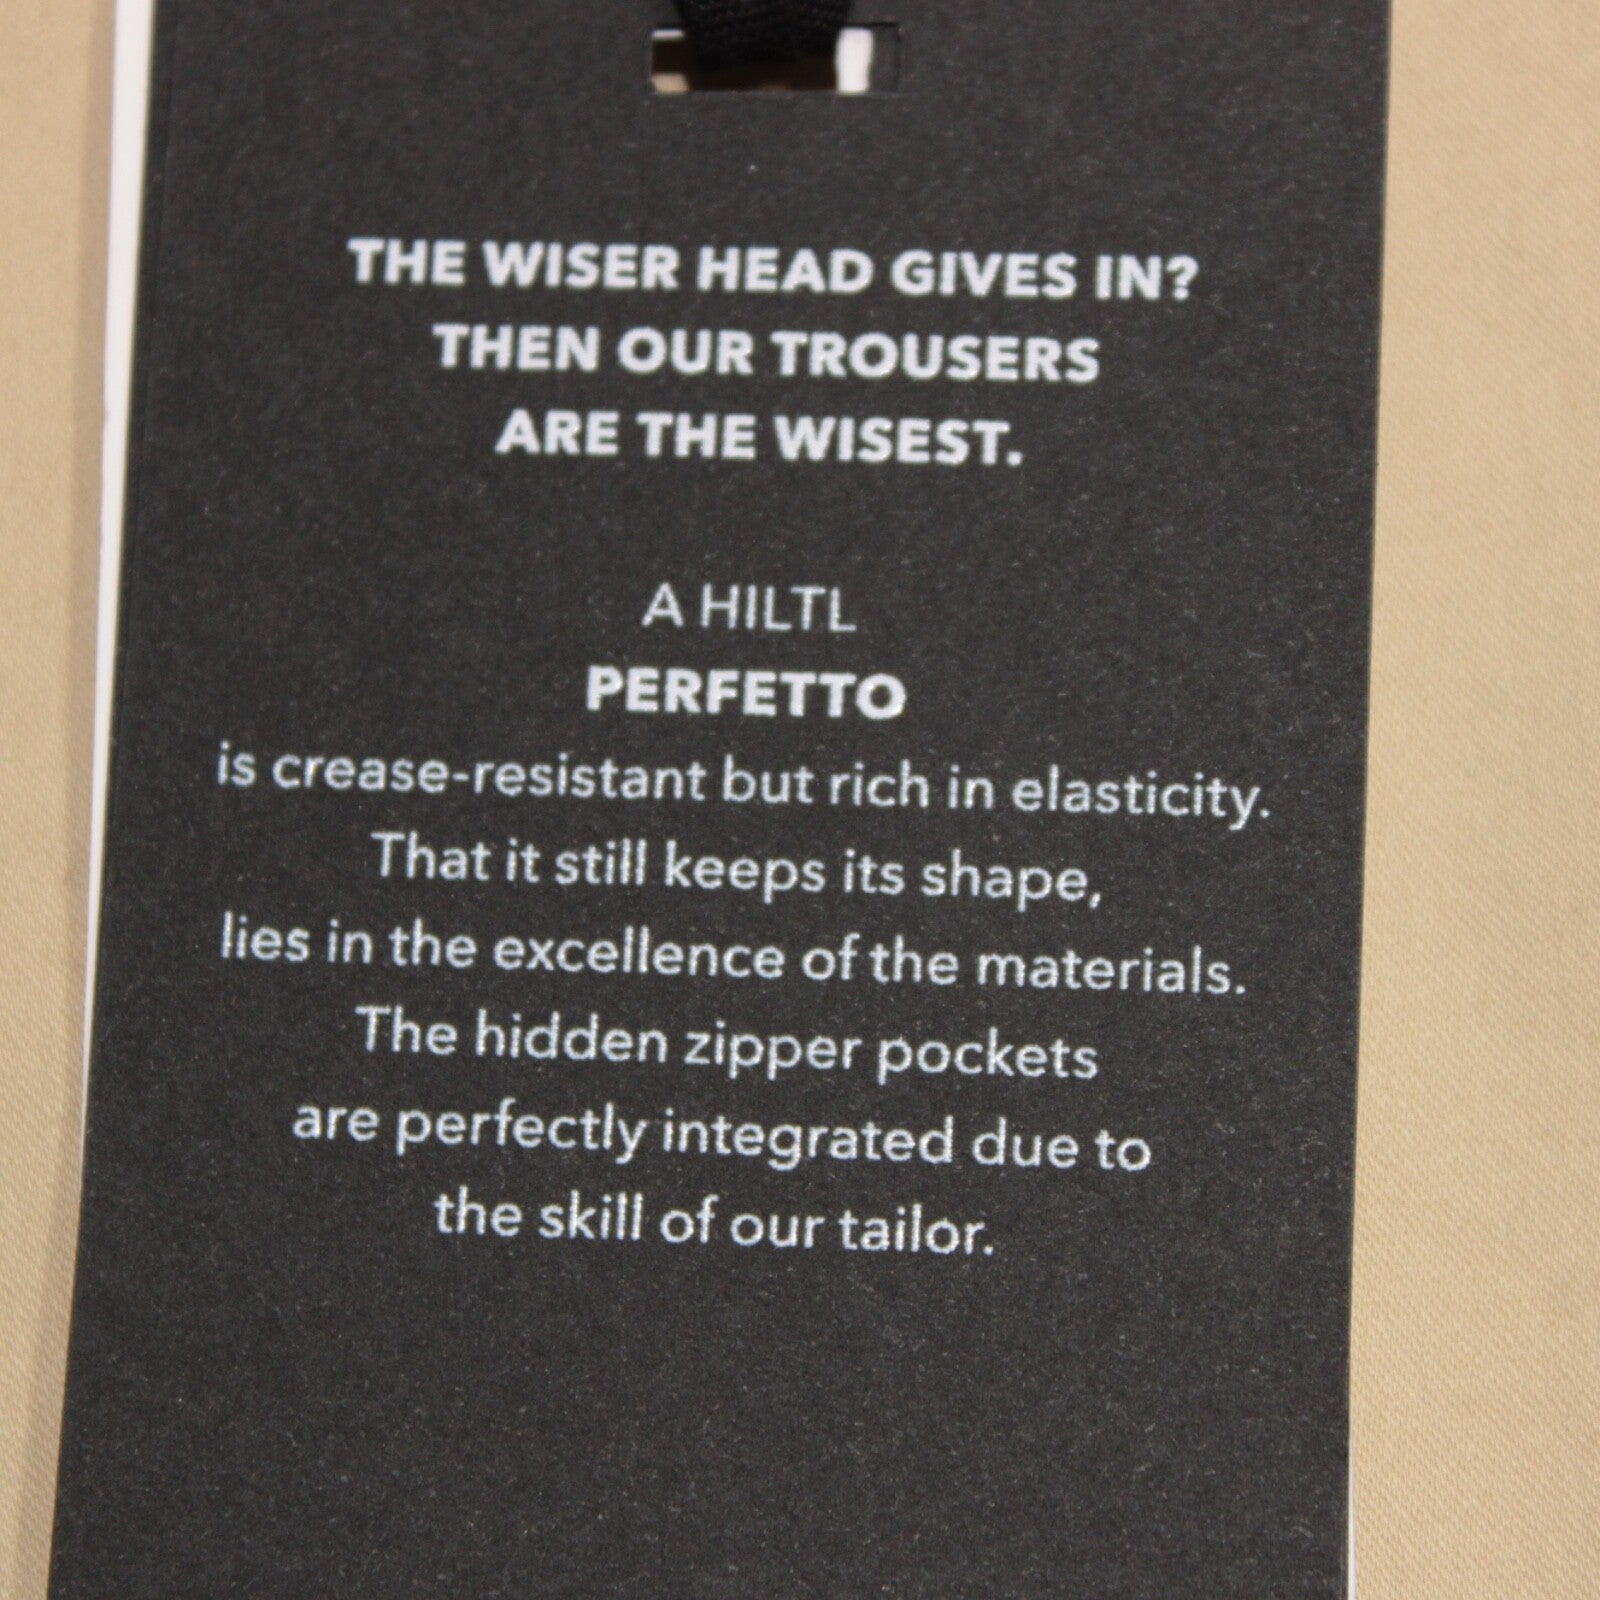 THE WISER HEAD GIVES IN?
THEN OUR TROUSERS
ARE THE WISEST.
A HILTL
PERFETTO
is crease-resistant but rich in elasticity.
That it still keeps its shape,
lies in the excellence of the materials.
The hidden zipper pockets
are perfectly integrated due to
the skill of our tailor.